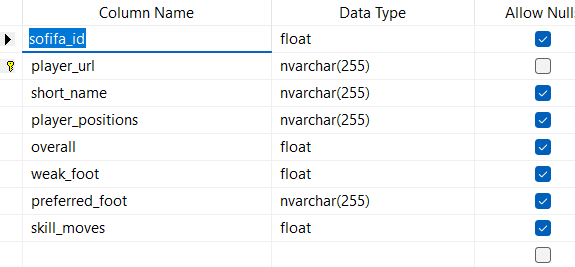 Column Name Data Type Allow Null
sofifa_id float
player_url nvarchar(255)
short_name nvarchar(255)
player_positions nvarchar(255)
overall float
weak_foot float
preferred_foot nvarchar(255)
skill_moves float